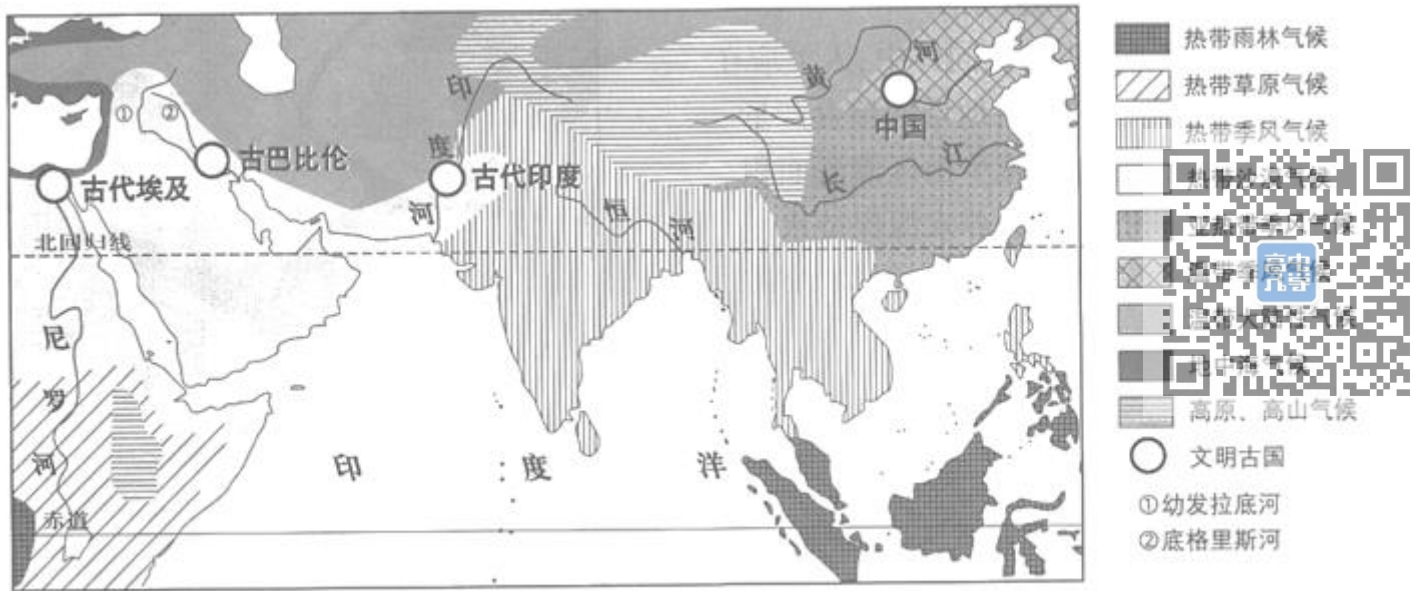 印
度
河
黄
河
中国
长
江
①
②
古巴比伦
古代埃及
古代印度
恒
河
北回归线
尼
罗
河
印
度
洋
赤道
热带雨林气候
热带草原气候
热带季风气候
高原、高山气候
文明古国
①幼发拉底河
②底格里斯河